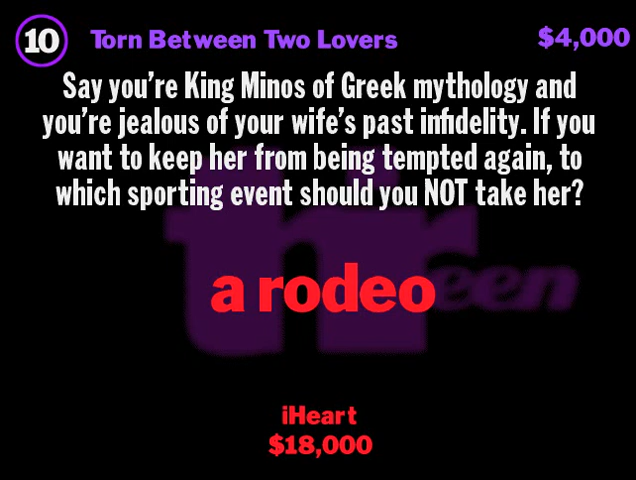 10 Torn Between Two Lovers $4,000
Say you're King Minos of Greek mythology and
you're jealous of your wife's past infidelity. If you
want to keep her from being tempted again, to
which sporting event should you NOT take her?
a rodeo
iHeart
$18,000